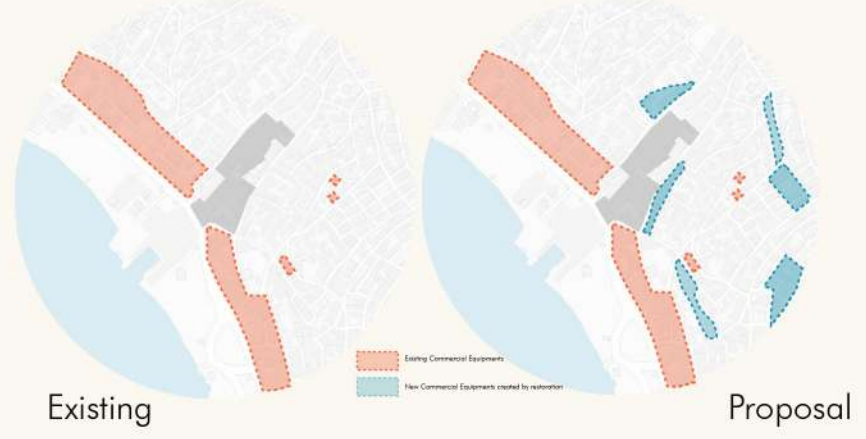 Existing Commercial Equipments
New Commercial Equipments created by restoration
Existing
Proposal